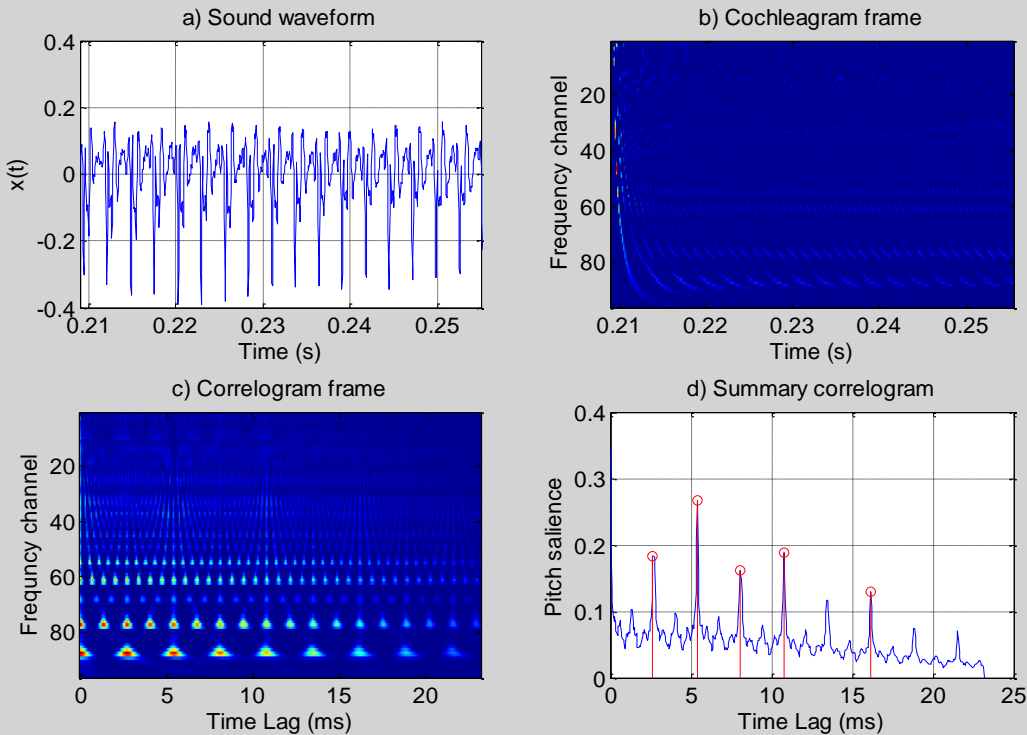 a) Sound waveform
0.4
0.2
0
-0.2
-0.4
x(t)
0.21 0.22 0.23 0.24 0.25
Time (s)
b) Cochleagram frame
20
40
60
80
Frequency channel
0.21 0.22 0.23 0.24 0.25
Time (s)
c) Correlogram frame
20
40
60
80
Frequncy channel
0 5 10 15 20
Time Lag (ms)
d) Summary correlogram
0.4
0.3
0.2
0.1
0
Pitch salience
0 5 10 15 20 25
Time Lag (ms)